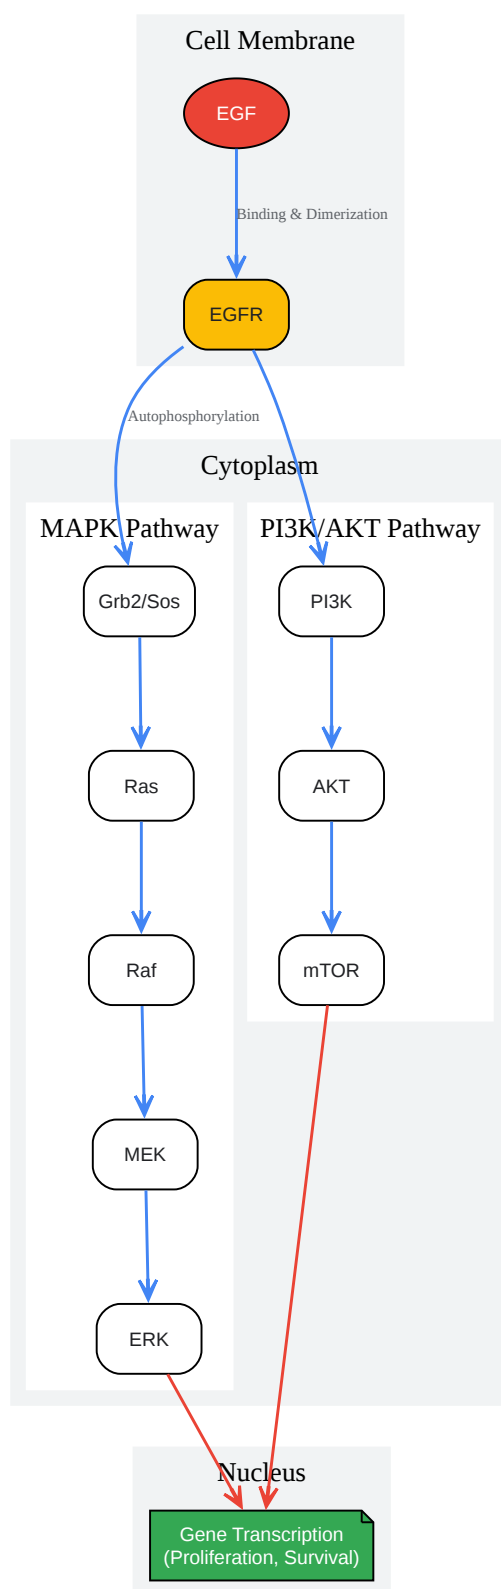 Cell Membrane
EGF
Binding & Dimerization
EGFR
Autophosphorylation
Cytoplasm
MAPK Pathway
PI3K/AKT Pathway
Grb2/Sos
PI3K
Ras
AKT
Raf
mTOR
MEK
ERK
Nucleus
Gene Transcription
(Proliferation, Survival)